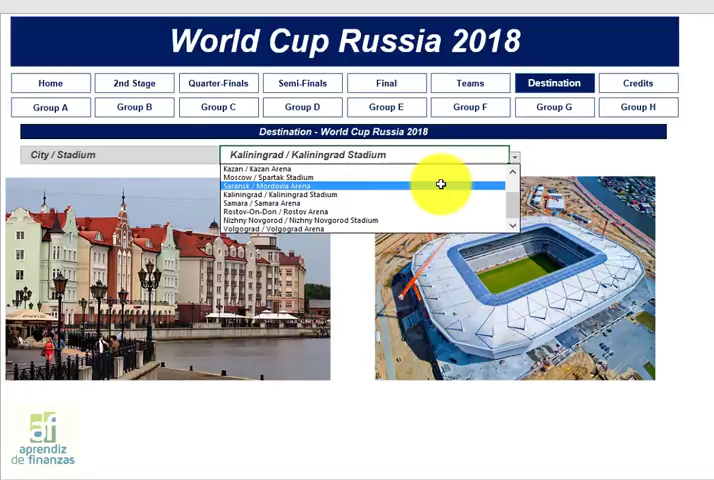 World Cup Russia 2018
Home 2nd Stage Quarter-Finals Semi-Finals Final Teams Destination Credits
Group A Group B Group C Group D Group E Group F Group G Group H
Destination - World Cup Russia 2018
City / Stadium Kaliningrad / Kaliningrad Stadium
Kazan / Kazan Arena
Moscow / Spartak Stadium
Saransk / Mordovia Arena
Kaliningrad / Kaliningrad Stadium
Samara / Samara Arena
Rostov-On-Don / Rostov Arena
Nizhny Novgorod / Nizhny Novgorod Stadium
Volgograd / Volgograd Arena
af
aprendiz
de finanzas